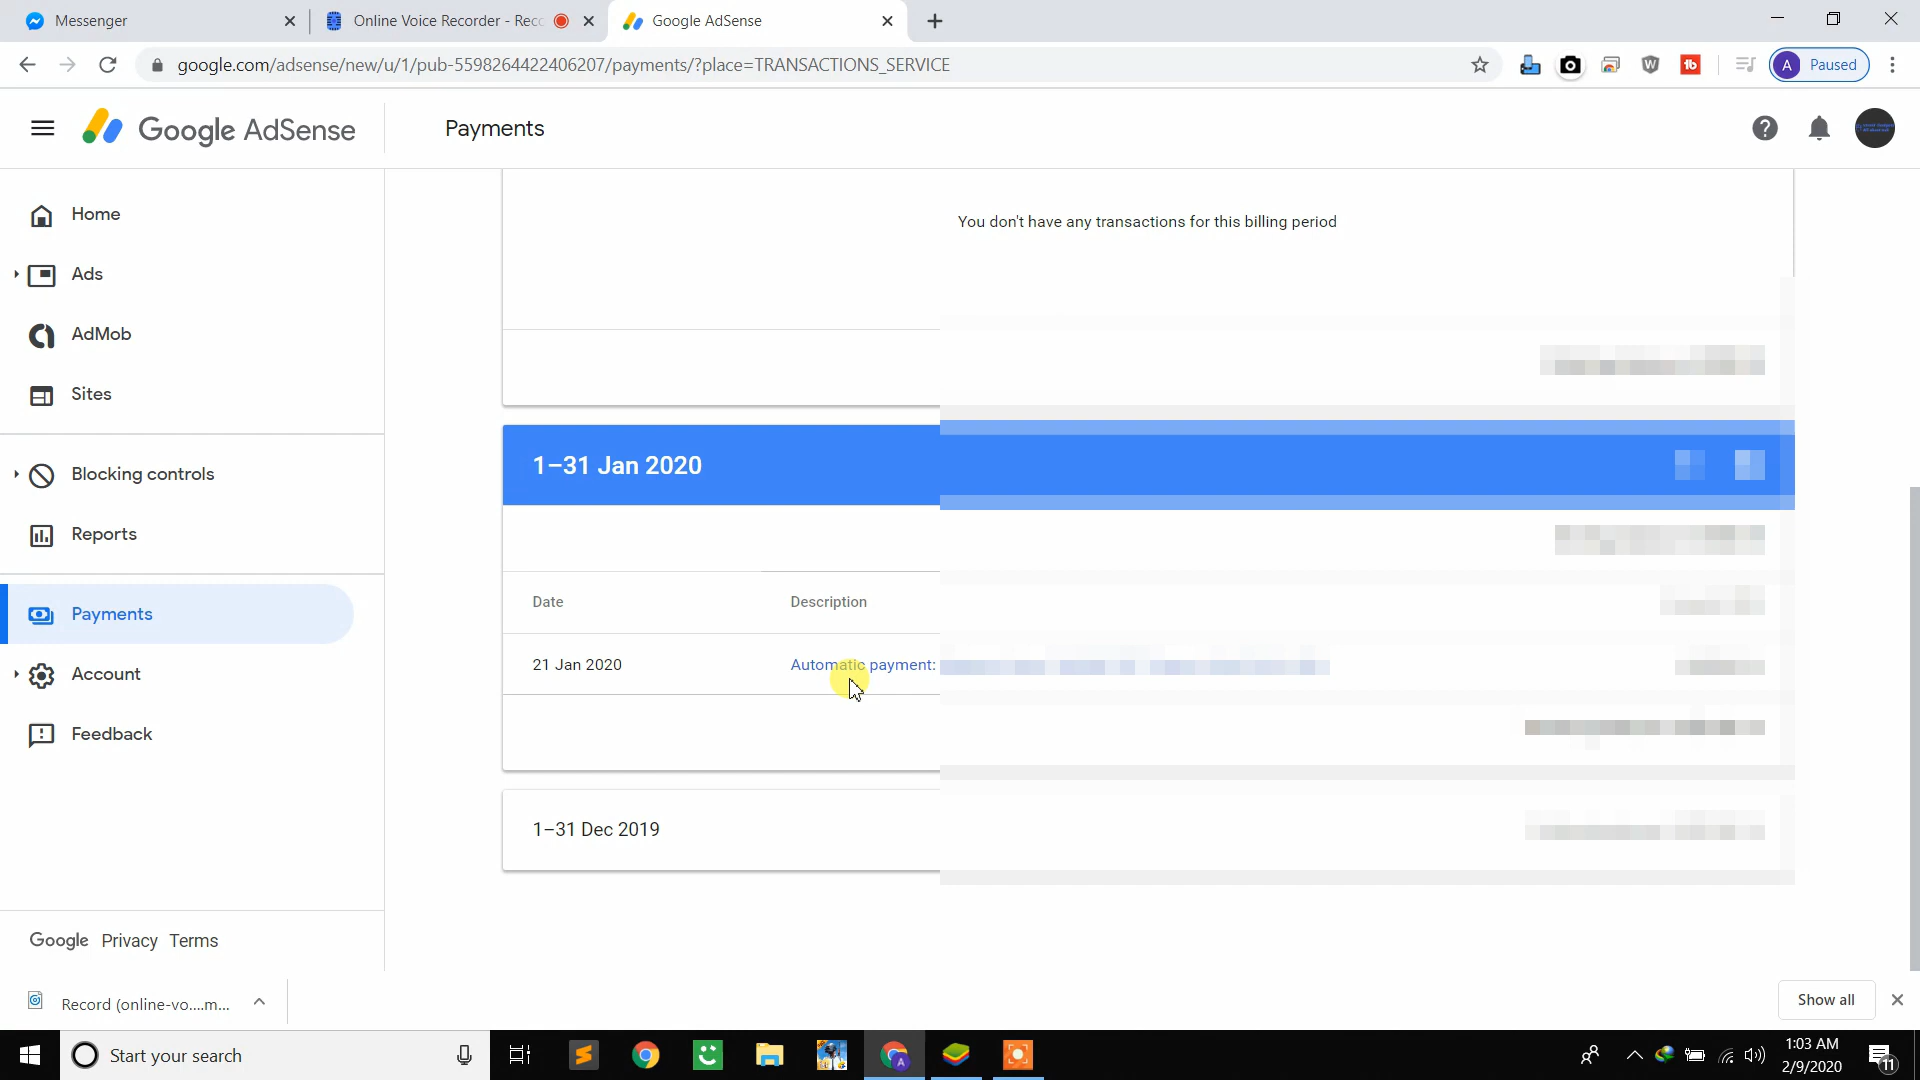 Messenger
Online Voice Recorder - Reco
Google AdSense
google.com/adsense/new/u/1/pub-5598264422406207/payments/?place=TRANSACTIONS_SERVICE
A Paused
Google AdSense
Payments
Home
Ads
AdMob
Sites
Blocking controls
Reports
Payments
Account
Feedback
Google Privacy Terms
You don't have any transactions for this billing period
1–31 Jan 2020
Date Description
21 Jan 2020 Automatic payment:
1–31 Dec 2019
Record (online-vo....m...
Show all
Start your search
1:03 AM
2/9/2020
11